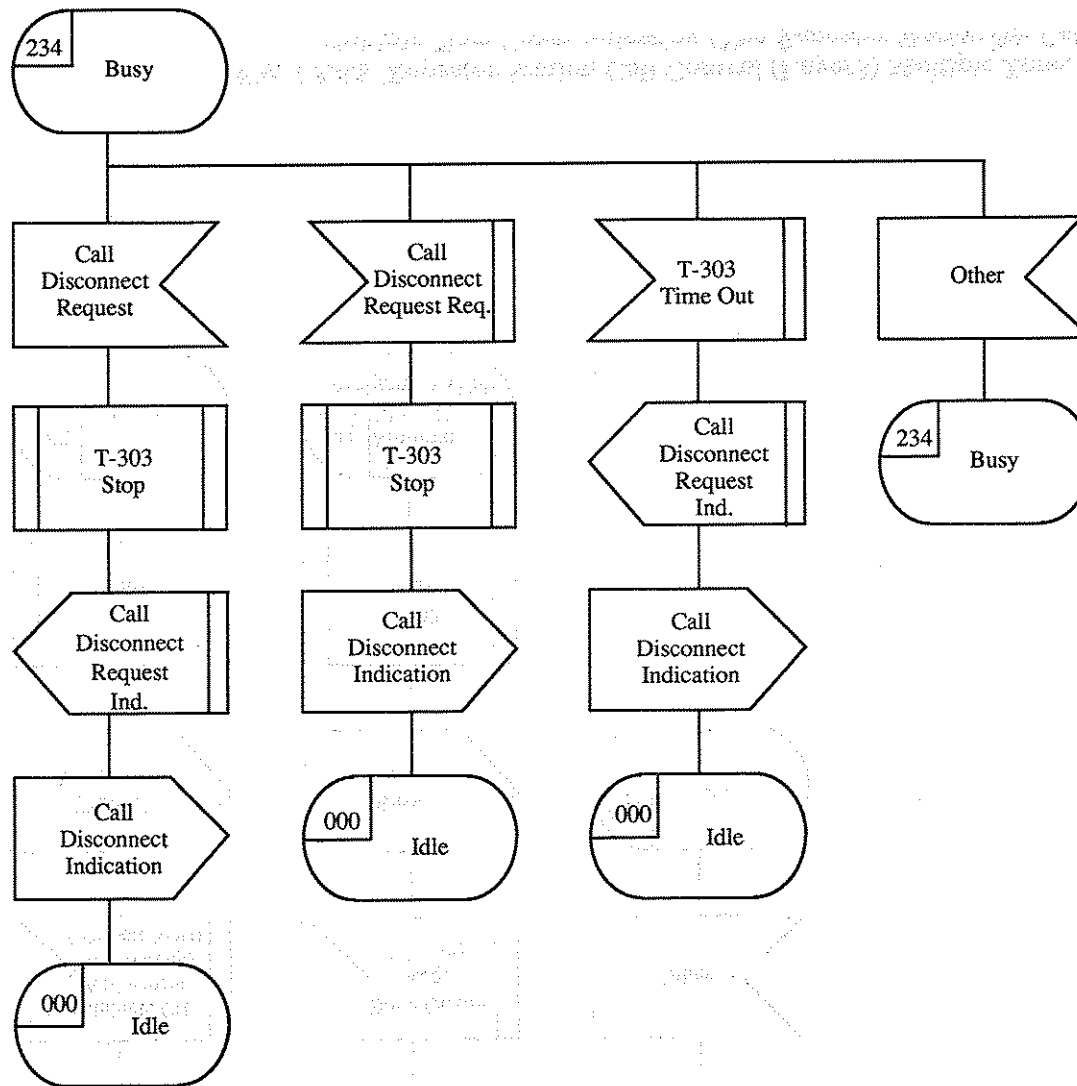 234
Busy
Call
Disconnect
Request
Call
Disconnect
Request Req.
T-303
Time Out
Other
T-303
Stop
T-303
Stop
Call
Disconnect
Request
Ind.
234
Busy
Call
Disconnect
Request
Ind.
Call
Disconnect
Indication
Call
Disconnect
Indication
Call
Disconnect
Indication
000
Idle
000
Idle
000
Idle